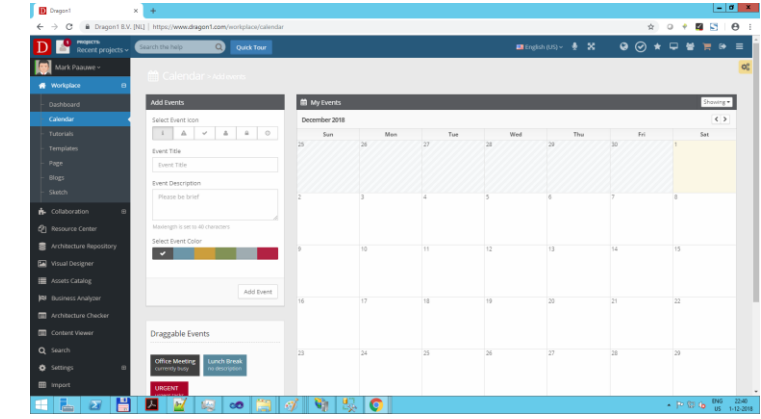 Dragon1
Dragon1 B.V. [NL] | https://www.dragon1.com/workplace/calendar
D
PROJECTS
Recent projects
Search the help
Quick Tour
English (US)
Mark Paauwe
Calendar > Add events
Workplace
Dashboard
Calendar
Tutorials
Templates
Page
Blogs
Sketch
Collaboration
Resource Center
Architecture Repository
Visual Designer
Assets Catalog
Business Analyzer
Architecture Checker
Content Viewer
Search
Settings
Import
Add Events
Select Event Icon
Event Title
Event Title
Event Description
Please be brief
Maxlength is set to 40 characters
Select Event Color
Add Event
Draggable Events
Office Meeting
currently busy
Lunch Break
no description
URGENT
My Events
Showing
December 2018
Sun Mon Tue Wed Thu Fri Sat
25 26 27 28 29 30 1
2 3 4 5 6 7 8
9 10 11 12 13 14 15
16 17 18 19 20 21 22
23 24 25 26 27 28 29
ENG 22:40
US 1-12-2018